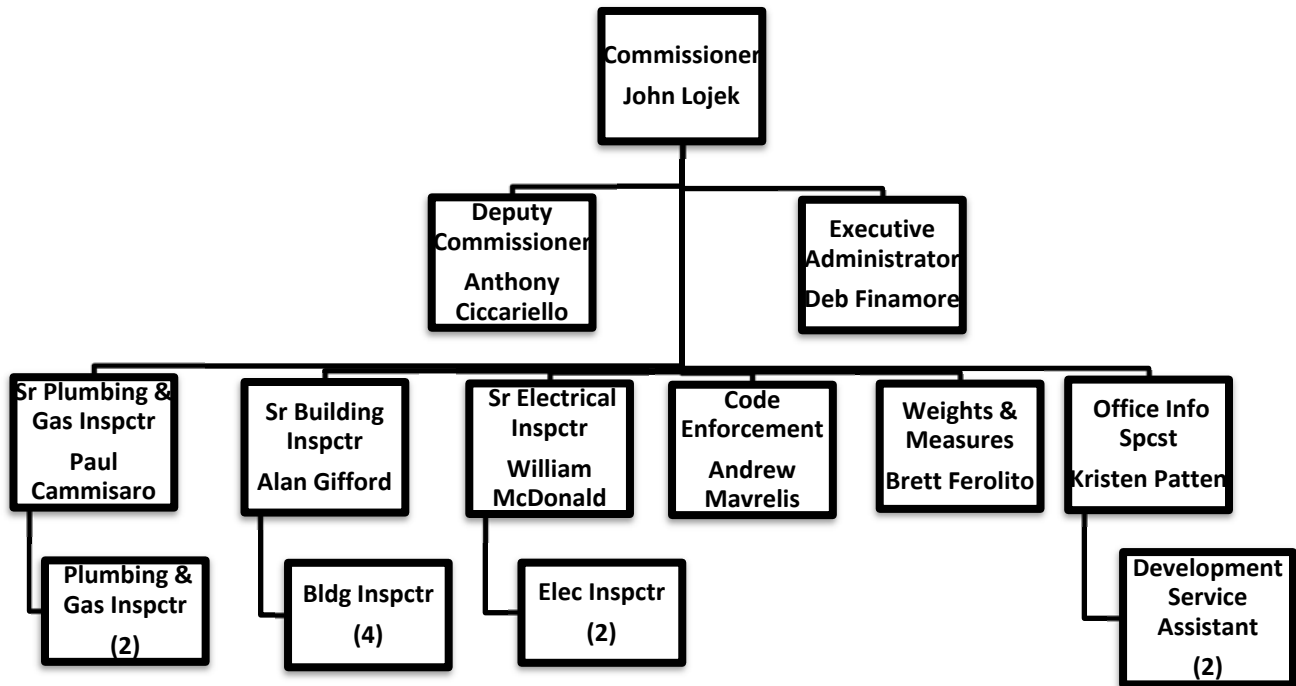 Commissioner
John Lojek
Deputy
Commissioner
Anthony
Ciccariello
Executive
Administrator
Deb Finamore
Sr Plumbing &
Gas Inspctr
Paul
Cammisaro
Sr Building
Inspctr
Alan Gifford
Sr Electrical
Inspctr
William
McDonald
Code
Enforcement
Andrew
Mavrelis
Weights &
Measures
Brett Ferolito
Office Info
Spcst
Kristen Patten
Plumbing &
Gas Inspctr
(2)
Bldg Inspctr
(4)
Elec Inspctr
(2)
Development
Service
Assistant
(2)